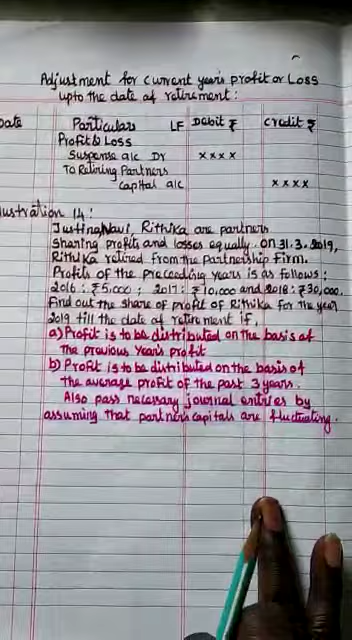 Adjustment for current year's profit or Loss
upto the date of retirement :
Date Particulars LF Debit ₹ Credit ₹
Profit & Loss
Suspense a/c Dr xxxx
To Retiring Partners
Capital a/c xxxx
lustration 14 :
Justina, Navi, Rithika are partners
sharing profits and losses equally. On 31.3.2019,
Rithika retired from the partnership firm.
Profits of the preceeding years is as follows :
2016 : ₹5,000 ; 2017 : ₹10,000 and 2018 : ₹30,000.
Find out the share of profit of Rithika for the year
2019 till the date of retirement if,
a) Profit is to be distributed on the basis of
the previous year's profit
b) Profit is to be distributed on the basis of
the average profit of the past 3 years.
Also pass necessary journal entries by
assuming that partners capitals are fluctuating.